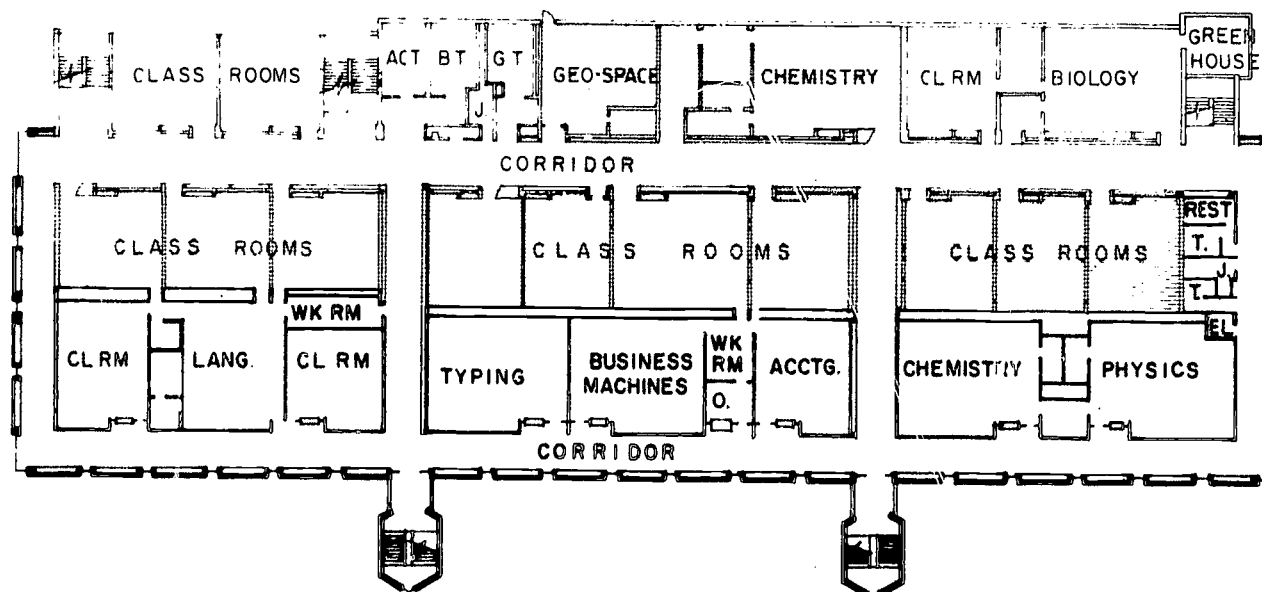 ACT BT GT
GREEN
HOUSE
CLASS ROOMS
GEO-SPACE
CHEMISTRY
CL RM
BIOLOGY
J
CORRIDOR
REST
CLASS ROOMS
CLASS ROOMS
CLASS ROOMS
T.
J
T.
WK RM
EL
CL RM
LANG.
CL RM
TYPING
BUSINESS
MACHINES
WK
RM
O.
ACCTG.
CHEMISTRY
PHYSICS
CORRIDOR